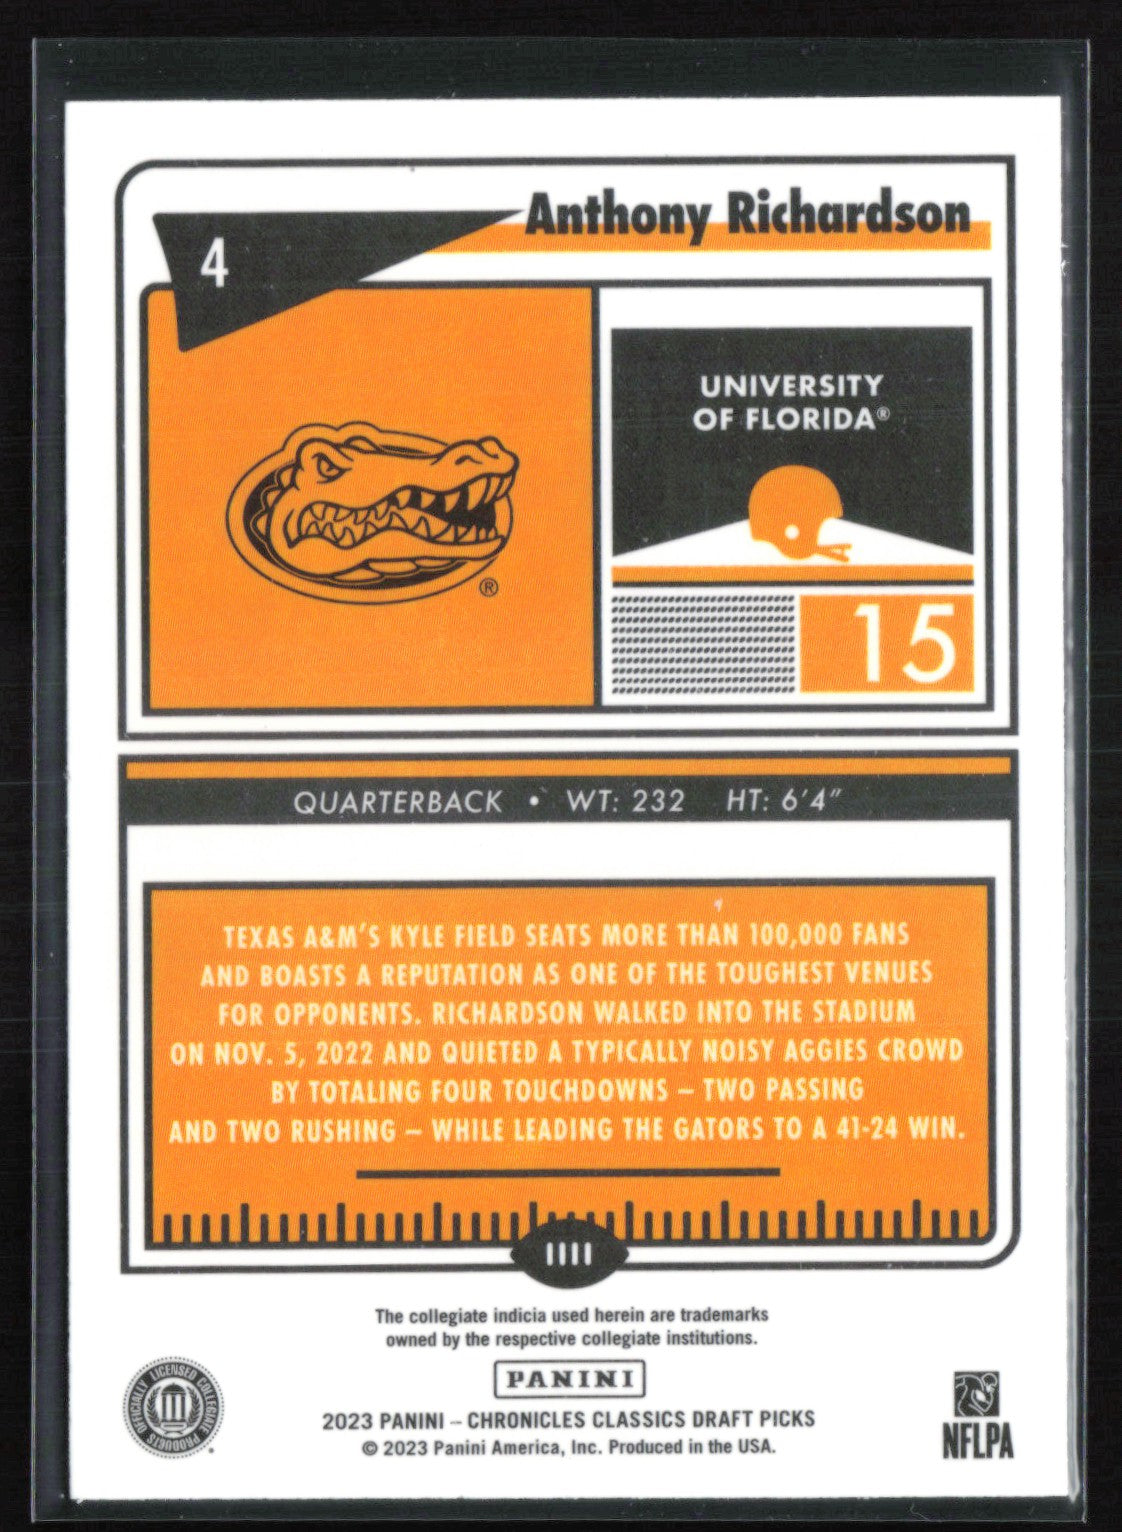 4
Anthony Richardson
UNIVERSITY
OF FLORIDA®
®
15
QUARTERBACK • WT: 232 HT: 6'4"
TEXAS A&M'S KYLE FIELD SEATS MORE THAN 100,000 FANS
AND BOASTS A REPUTATION AS ONE OF THE TOUGHEST VENUES
FOR OPPONENTS. RICHARDSON WALKED INTO THE STADIUM
ON NOV. 5, 2022 AND QUIETED A TYPICALLY NOISY AGGIES CROWD
BY TOTALING FOUR TOUCHDOWNS – TWO PASSING
AND TWO RUSHING – WHILE LEADING THE GATORS TO A 41-24 WIN.
The collegiate indicia used herein are trademarks
owned by the respective collegiate institutions.
PANINI
2023 PANINI – CHRONICLES CLASSICS DRAFT PICKS
© 2023 Panini America, Inc. Produced in the USA.
OFFICIALLY LICENSED COLLEGIATE PRODUCTS
NFLPA